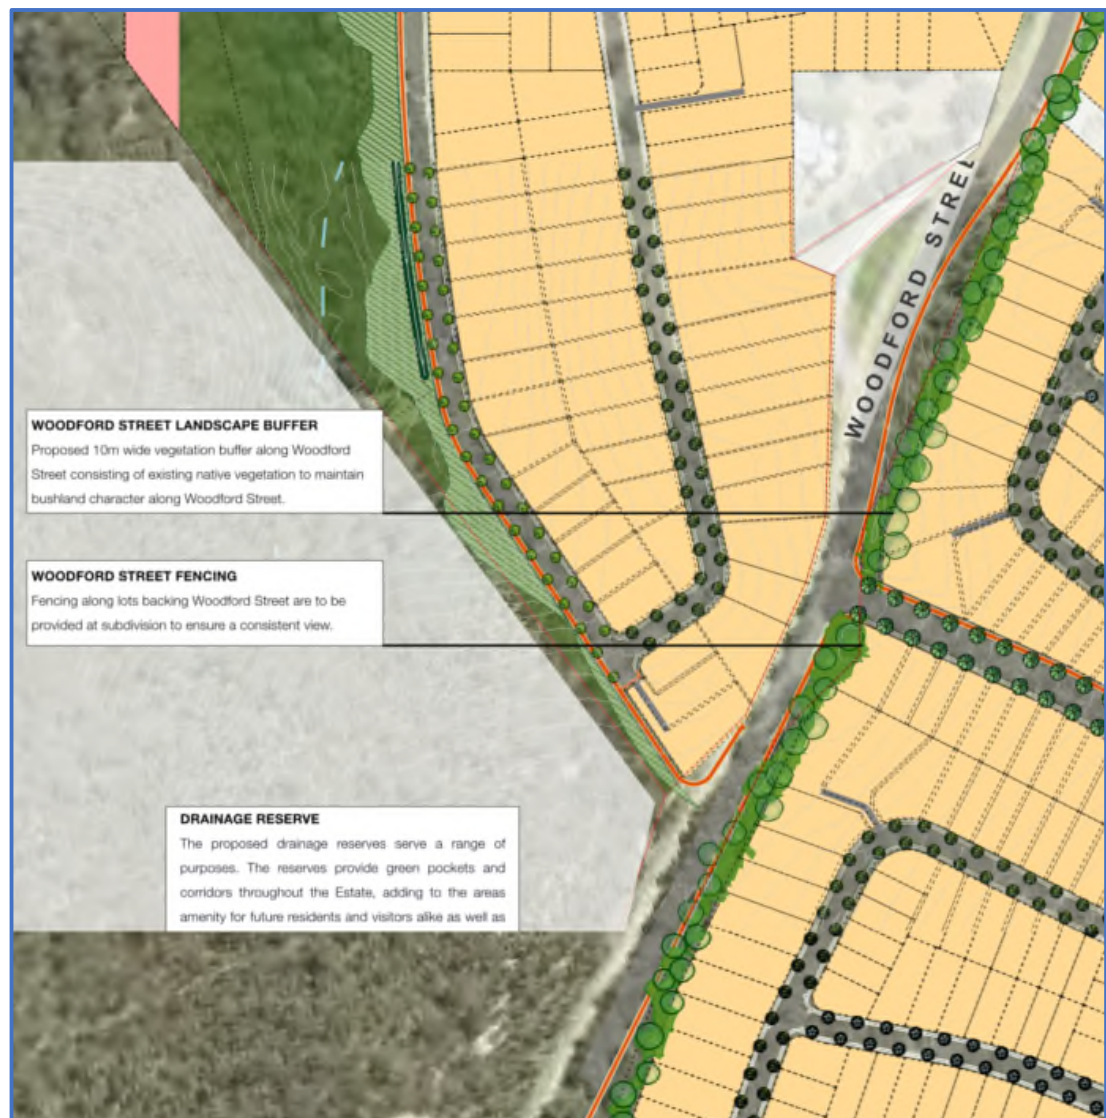 WOODFORD STREET
WOODFORD STREET LANDSCAPE BUFFER
Proposed 10m wide vegetation buffer along Woodford
Street consisting of existing native vegetation to maintain
bushland character along Woodford Street.
WOODFORD STREET FENCING
Fencing along lots backing Woodford Street are to be
provided at subdivision to ensure a consistent view.
DRAINAGE RESERVE
The proposed drainage reserves serve a range of
purposes. The reserves provide green pockets and
corridors throughout the Estate, adding to the areas
amenity for future residents and visitors alike as well as